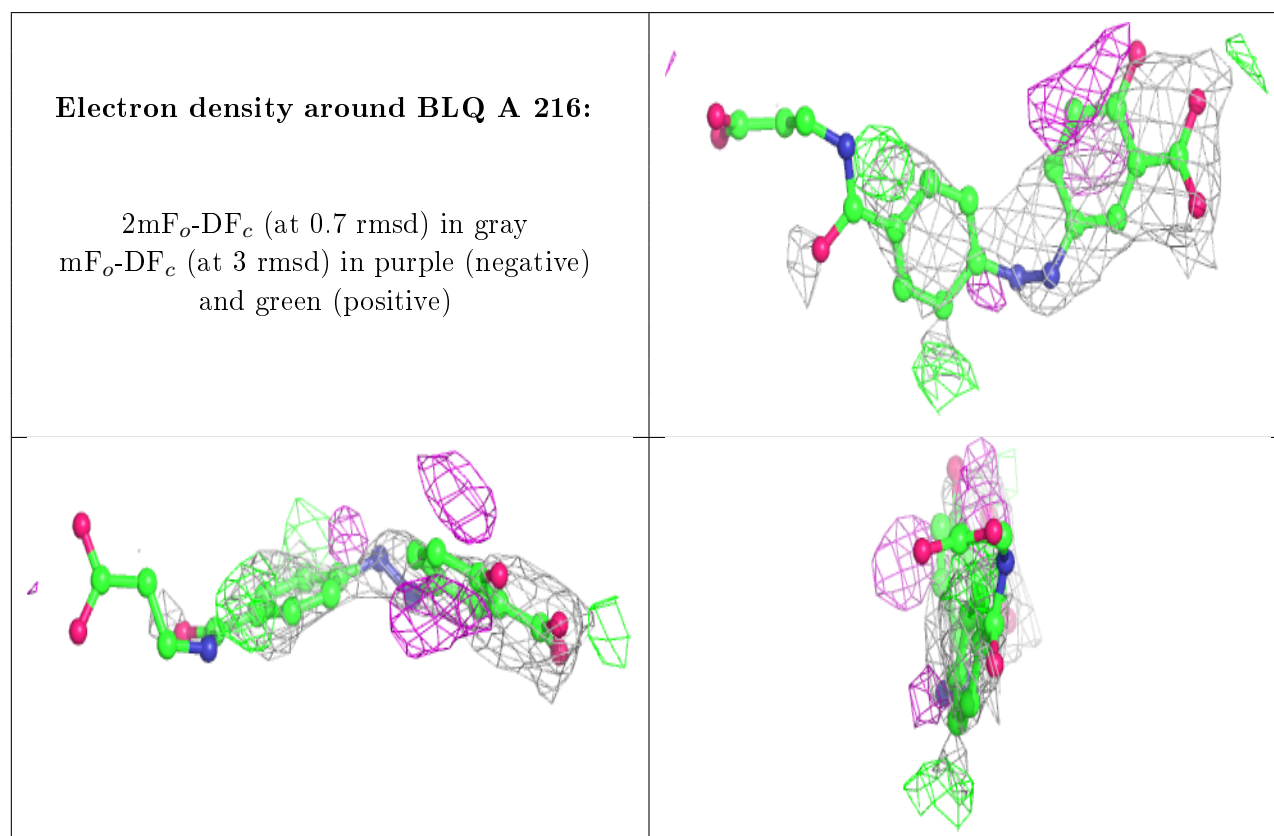 Electron density around BLQ A 216:
2mFo-DFc (at 0.7 rmsd) in gray
mFo-DFc (at 3 rmsd) in purple (negative)
and green (positive)